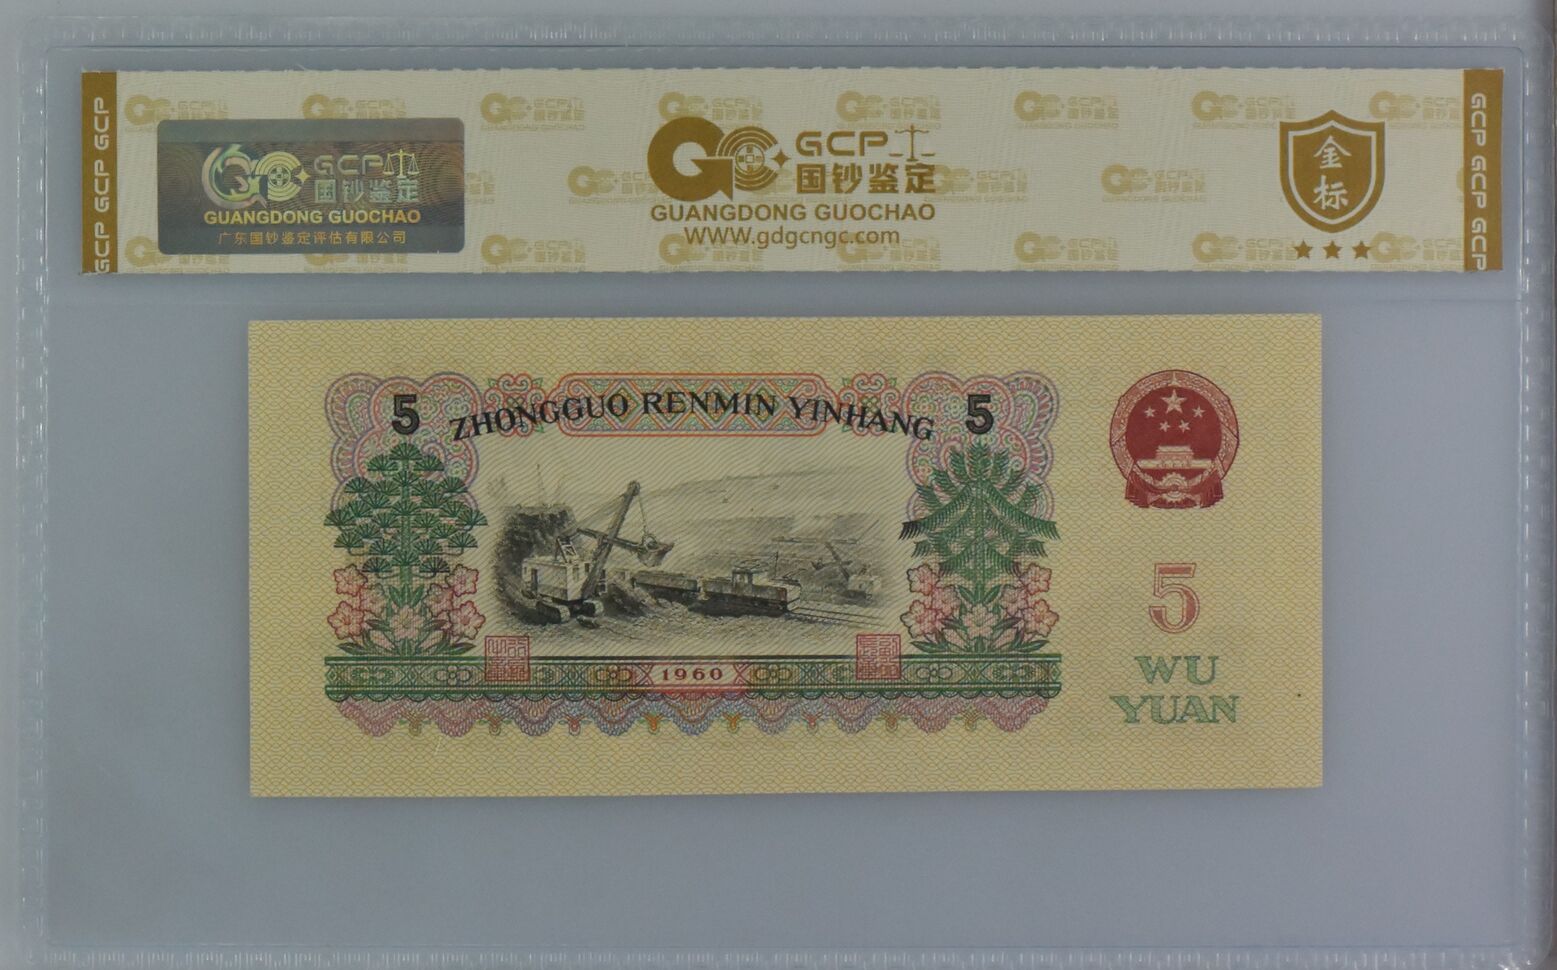 GCP GCP GCP
GCP
国钞鉴定
GUANGDONG GUOCHAO
广东国钞鉴定评估有限公司
GCP
国钞鉴定
GUANGDONG GUOCHAO
WWW.gdgcngc.com
金标
GCP GCP GCP
5 ZHONGGUO RENMIN YINHANG 5
1960
5
WU
YUAN